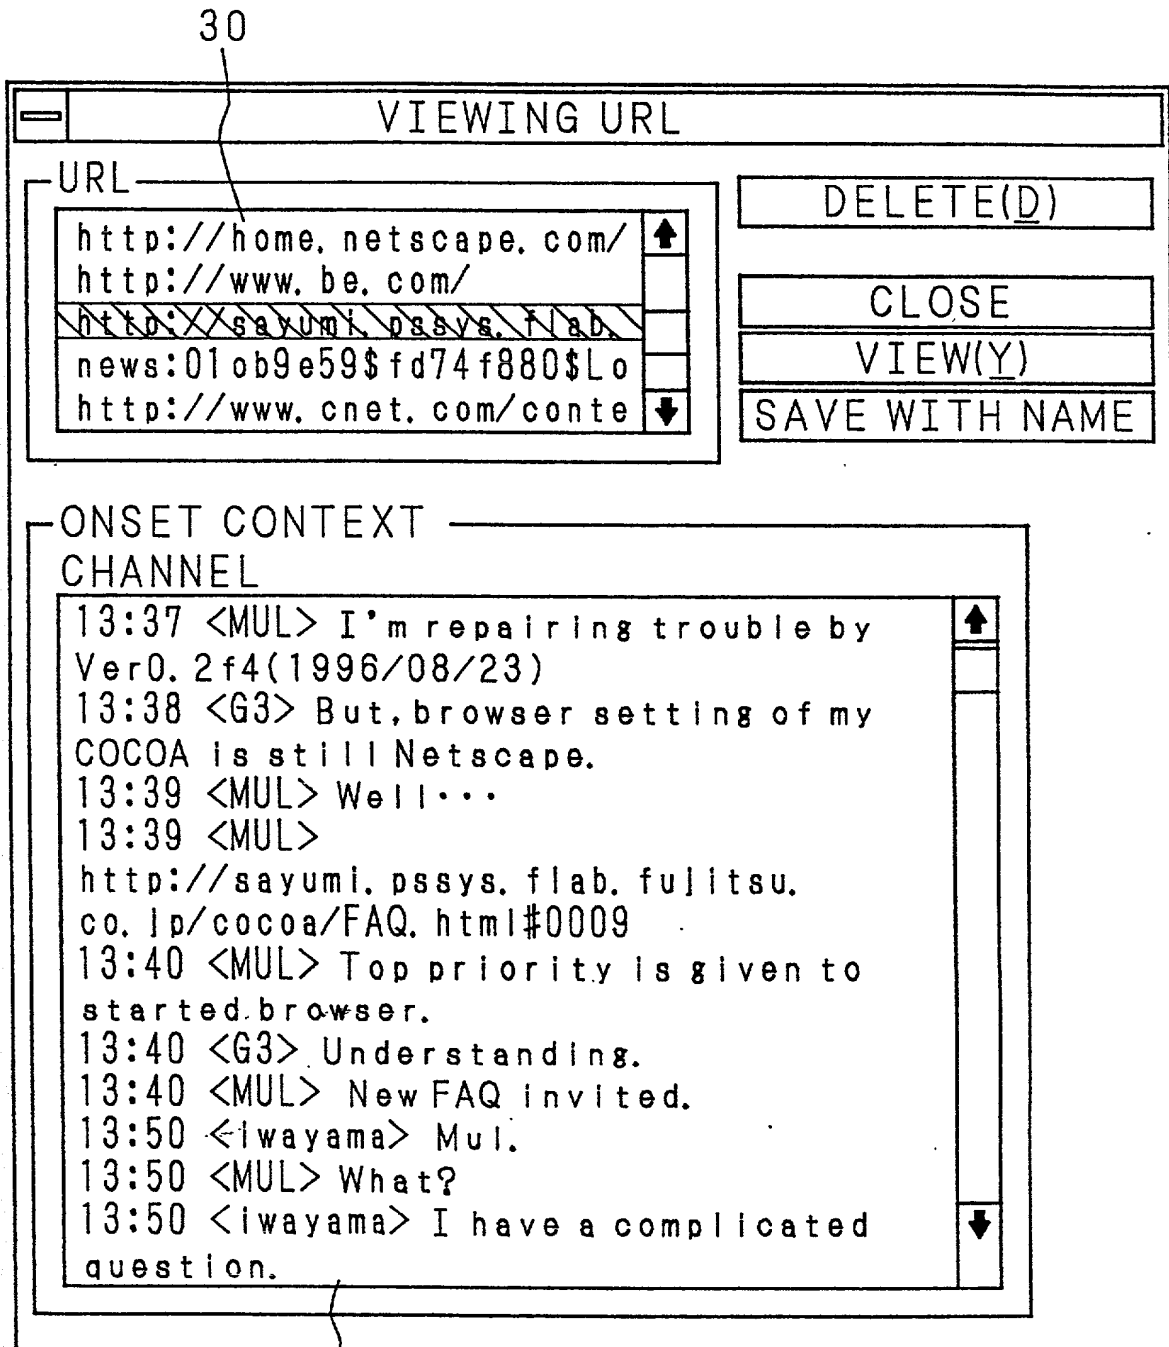 30
VIEWING URL
URL
http://home.netscape.com/
http://www.be.com/
http://sayumi.pssys.flab.
news:01ob9e59$fd74f880$Lo
http://www.cnet.com/conte
DELETE(D)
CLOSE
VIEW(Y)
SAVE WITH NAME
ONSET CONTEXT
CHANNEL
13:37 <MUL> I'm repairing trouble by
Ver0.2f4(1996/08/23)
13:38 <G3> But,browser setting of my
COCOA is still Netscape.
13:39 <MUL> Well···
13:39 <MUL>
http://sayumi.pssys.flab.fujitsu.
co.jp/cocoa/FAQ.html#0009
13:40 <MUL> Top priority is given to
started browser.
13:40 <G3> Understanding.
13:40 <MUL> New FAQ invited.
13:50 <iwayama> Mul.
13:50 <MUL> What?
13:50 <iwayama> I have a complicated
question.